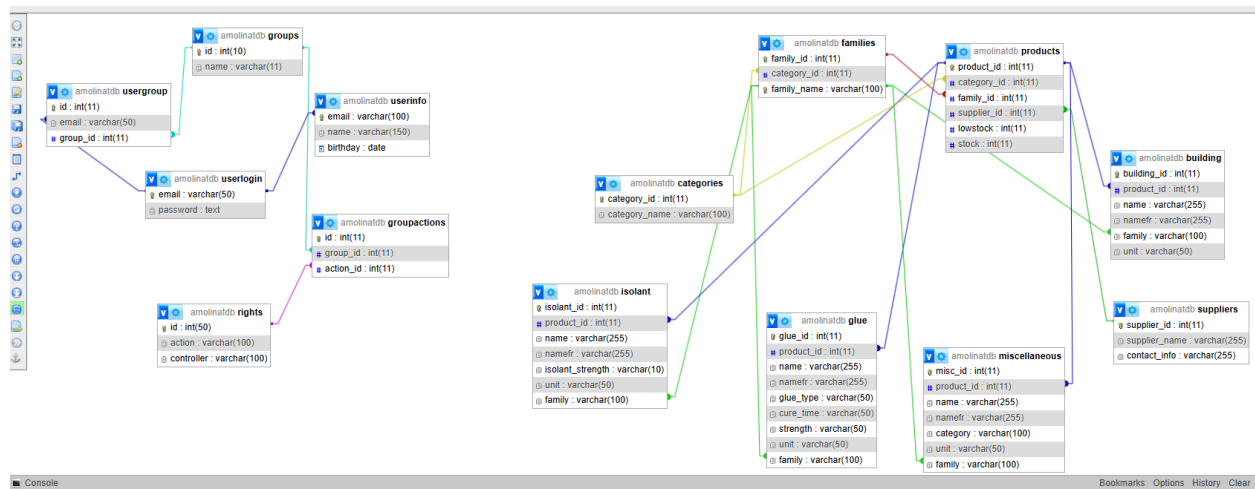 amolinatdb groups
id : int(10)
name : varchar(11)
amolinatdb usergroup
id : int(11)
email : varchar(50)
group_id : int(11)
amolinatdb userinfo
email : varchar(100)
name : varchar(150)
birthday : date
amolinatdb userlogin
email : varchar(50)
password : text
amolinatdb groupactions
id : int(11)
group_id : int(11)
action_id : int(11)
amolinatdb rights
id : int(50)
action : varchar(100)
controller : varchar(100)
amolinatdb families
family_id : int(11)
category_id : int(11)
family_name : varchar(100)
amolinatdb products
product_id : int(11)
category_id : int(11)
family_id : int(11)
supplier_id : int(11)
lowstock : int(11)
stock : int(11)
amolinatdb building
building_id : int(11)
product_id : int(11)
name : varchar(255)
namefr : varchar(255)
family : varchar(100)
unit : varchar(50)
amolinatdb categories
category_id : int(11)
category_name : varchar(100)
amolinatdb isolant
isolant_id : int(11)
product_id : int(11)
name : varchar(255)
namefr : varchar(255)
isolant_strength : varchar(10)
unit : varchar(50)
family : varchar(100)
amolinatdb glue
glue_id : int(11)
product_id : int(11)
name : varchar(255)
namefr : varchar(255)
glue_type : varchar(50)
cure_time : varchar(50)
strength : varchar(50)
unit : varchar(50)
family : varchar(100)
amolinatdb miscellaneous
misc_id : int(11)
product_id : int(11)
name : varchar(255)
namefr : varchar(255)
category : varchar(100)
unit : varchar(50)
family : varchar(100)
amolinatdb suppliers
supplier_id : int(11)
supplier_name : varchar(255)
contact_info : varchar(255)
Console
Bookmarks Options History Clear